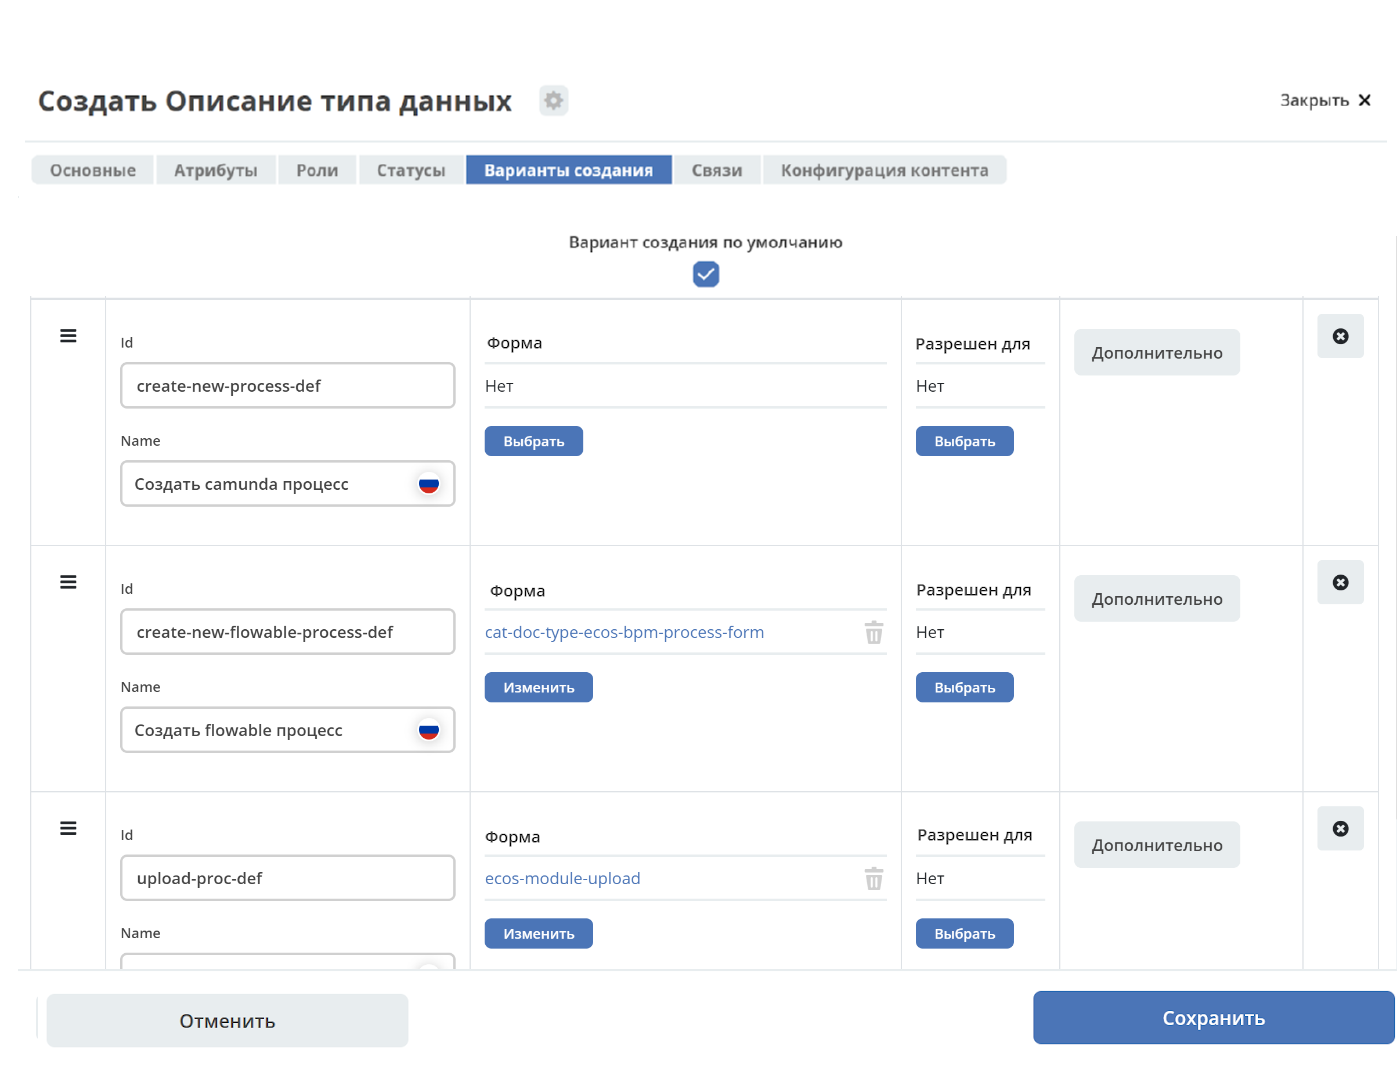 Создать Описание типа данных
Закрыть
Основные Атрибуты Роли Статусы Варианты создания Связи Конфигурация контента
Вариант создания по умолчанию
Id
create-new-process-def
Name
Создать camunda процесс
Форма
Нет
Выбрать
Разрешен для
Нет
Выбрать
Дополнительно
Id
create-new-flowable-process-def
Name
Создать flowable процесс
Форма
cat-doc-type-ecos-bpm-process-form
Изменить
Разрешен для
Нет
Выбрать
Дополнительно
Id
upload-proc-def
Name
Форма
ecos-module-upload
Изменить
Разрешен для
Нет
Выбрать
Дополнительно
Отменить
Сохранить